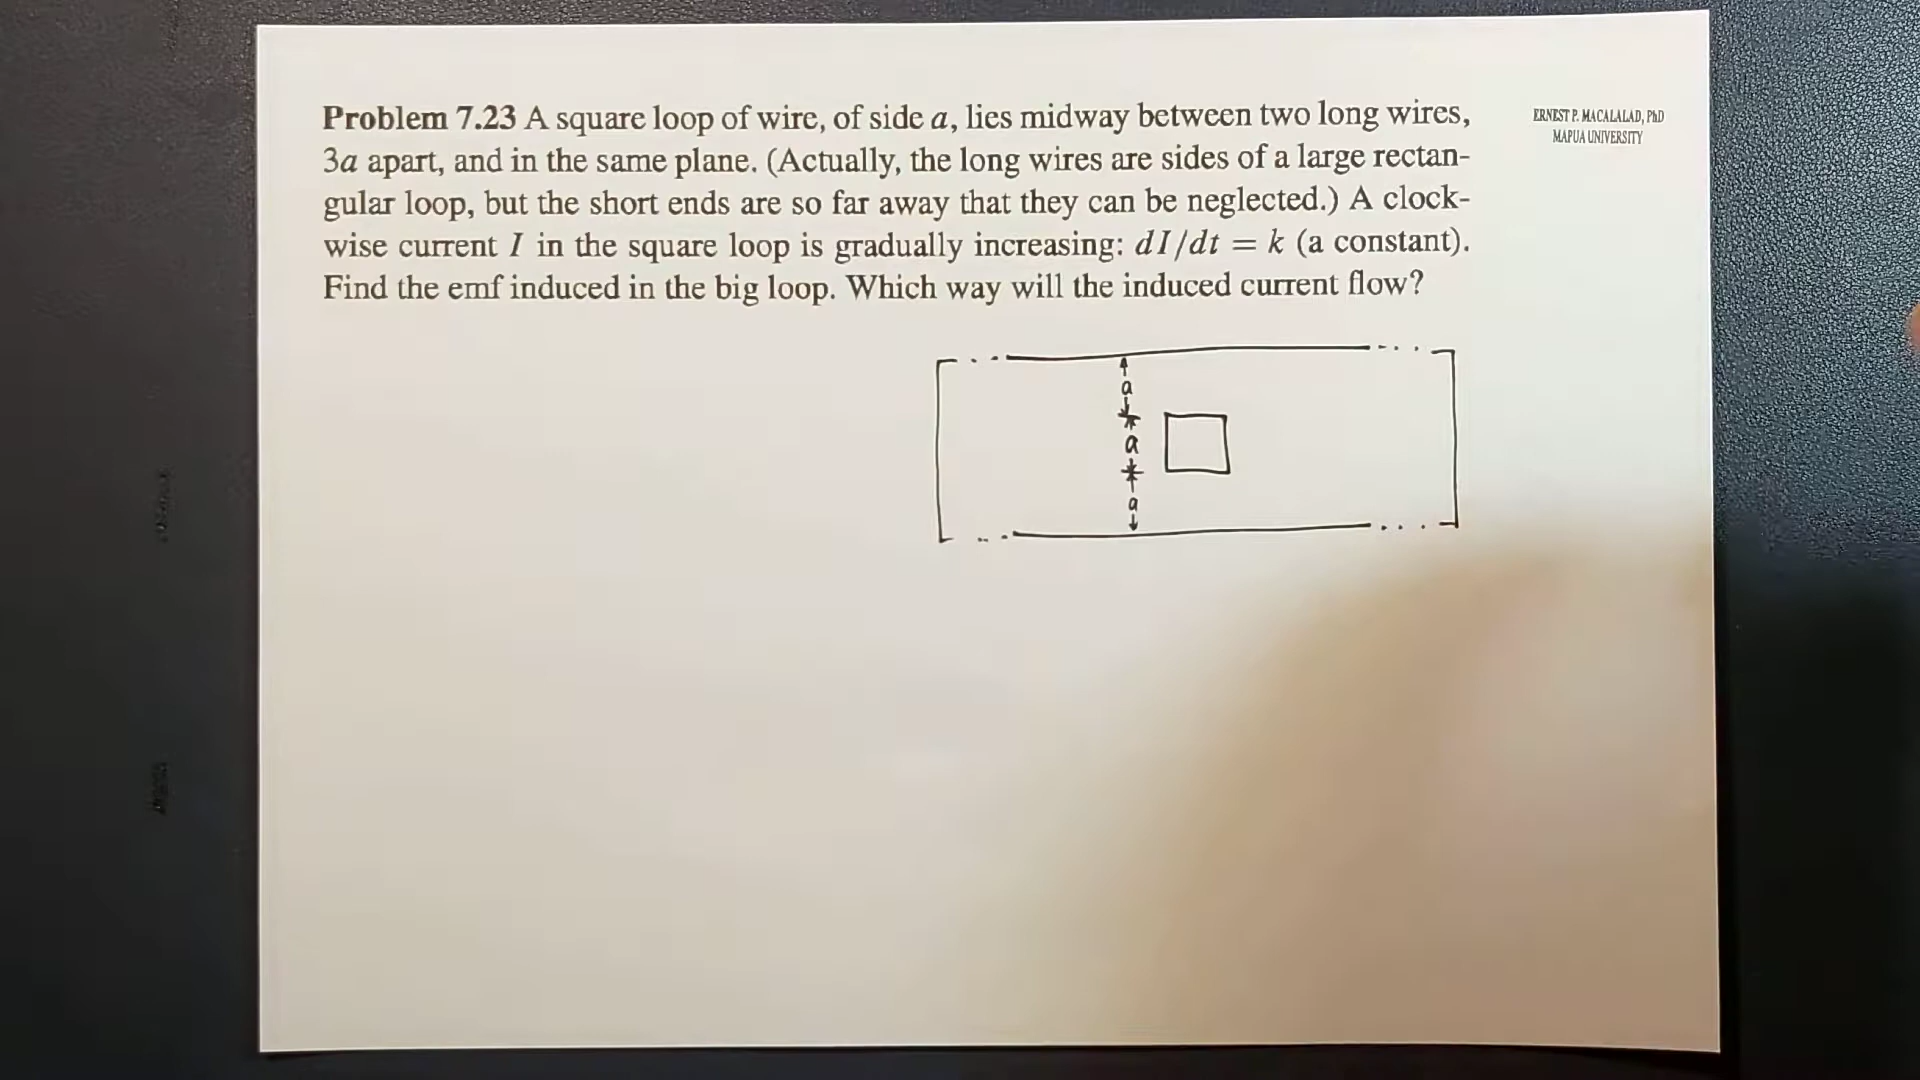 Problem 7.23 A square loop of wire, of side a, lies midway between two long wires,
3a apart, and in the same plane. (Actually, the long wires are sides of a large rectan-
gular loop, but the short ends are so far away that they can be neglected.) A clock-
wise current I in the square loop is gradually increasing: dI/dt = k (a constant).
Find the emf induced in the big loop. Which way will the induced current flow?
ERNEST P. MACALALAD, PhD
MAPUA UNIVERSITY
a
a
a